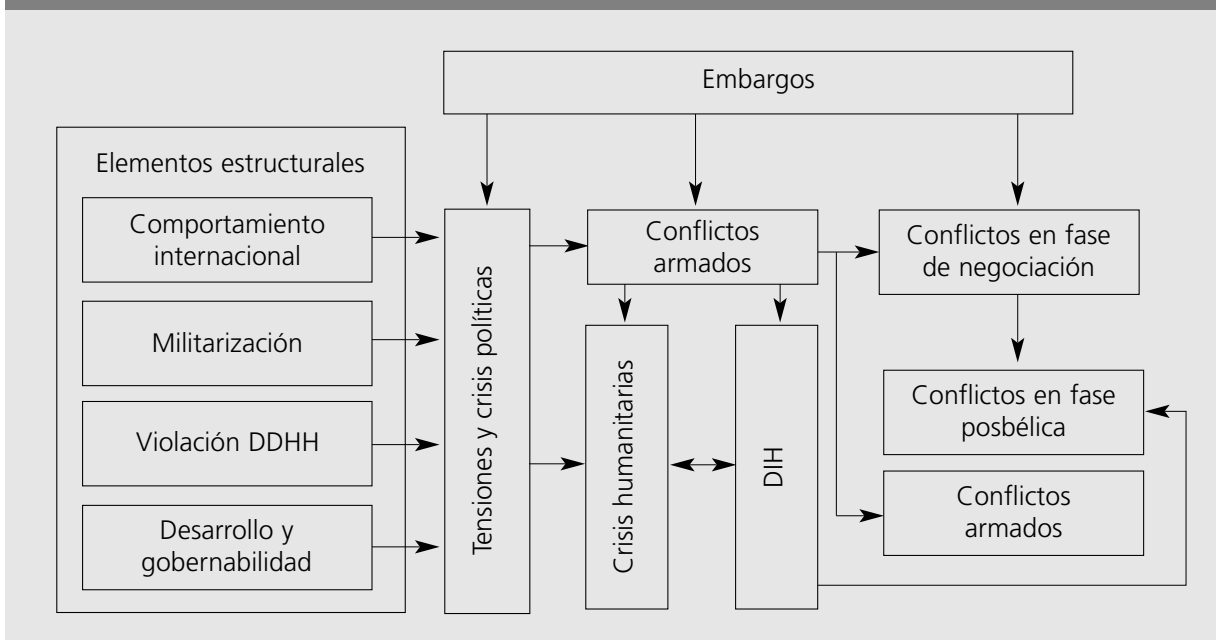 Embargos
Elementos estructurales
Comportamiento
internacional
Militarización
Violación DDHH
Desarrollo y
gobernabilidad
Tensiones y crisis políticas
Conflictos
armados
Crisis humanitarias
DIH
Conflictos en fase
de negociación
Conflictos en fase
posbélica
Conflictos
armados